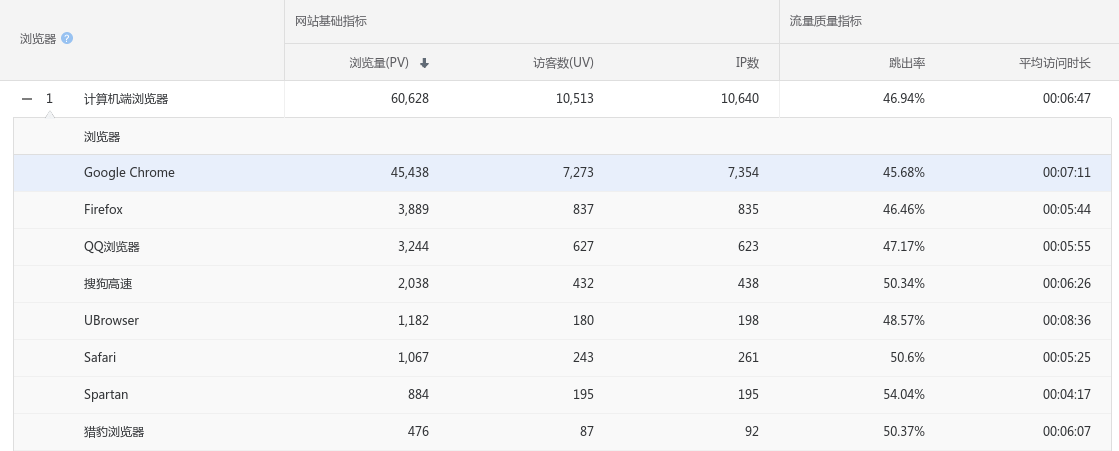 网站基础指标 流量质量指标
浏览器 ?
浏览量(PV) 访客数(UV) IP数 跳出率 平均访问时长
1 计算机端浏览器 60,628 10,513 10,640 46.94% 00:06:47
浏览器
Google Chrome 45,438 7,273 7,354 45.68% 00:07:11
Firefox 3,889 837 835 46.46% 00:05:44
QQ浏览器 3,244 627 623 47.17% 00:05:55
搜狗高速 2,038 432 438 50.34% 00:06:26
UBrowser 1,182 180 198 48.57% 00:08:36
Safari 1,067 243 261 50.6% 00:05:25
Spartan 884 195 195 54.04% 00:04:17
猎豹浏览器 476 87 92 50.37% 00:06:07